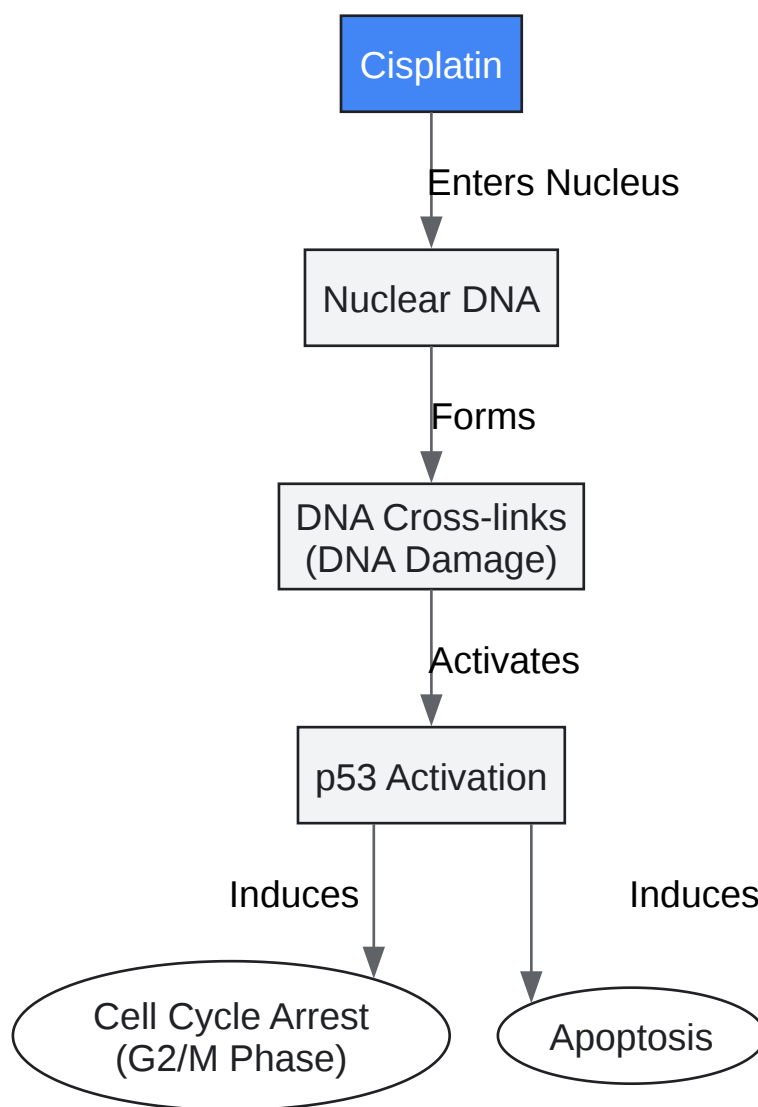 Cisplatin
Enters Nucleus
Nuclear DNA
Forms
DNA Cross-links
(DNA Damage)
Activates
p53 Activation
Induces
Induces
Cell Cycle Arrest
(G2/M Phase)
Apoptosis